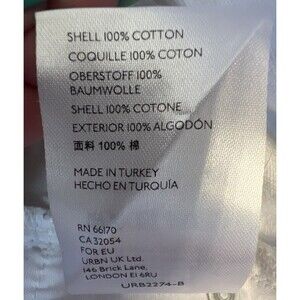 SHELL 100% COTTON
COQUILLE 100% COTON
OBERSTOFF 100%
BAUMWOLLE
SHELL 100% COTONE
EXTERIOR 100% ALGODÓN
面料 100% 棉
MADE IN TURKEY
HECHO EN TURQUÍA
RN 66170
CA 32054
FOR EU
URBN UK Ltd.
146 Brick Lane,
LONDON E1 6RU
URB2274-B